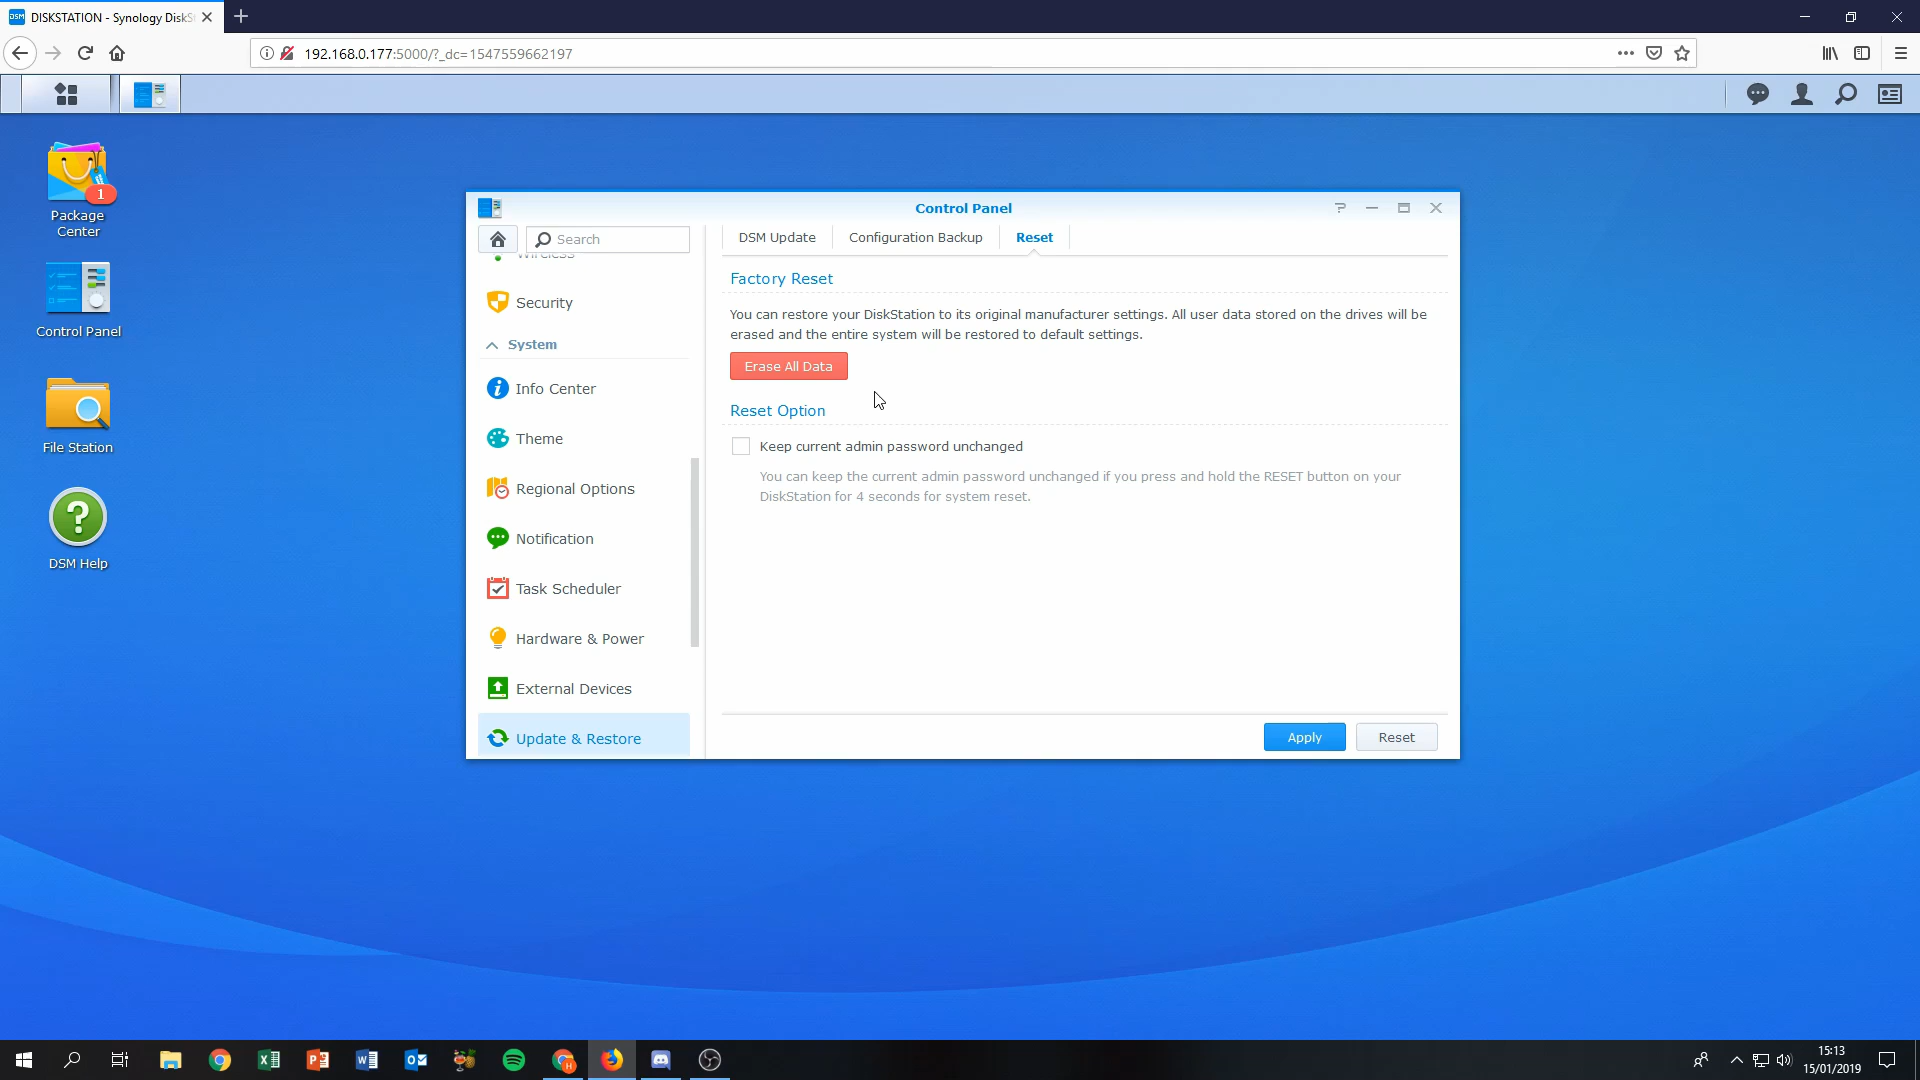 DISKSTATION - Synology DiskSt
192.168.0.177:5000/?_dc=1547559662197
1
Package
Center
Control Panel
File Station
?
DSM Help
Control Panel
Search
Wireless
Security
System
Info Center
Theme
Regional Options
Notification
Task Scheduler
Hardware & Power
External Devices
Update & Restore
DSM Update
Configuration Backup
Reset
Factory Reset
You can restore your DiskStation to its original manufacturer settings. All user data stored on the drives will be
erased and the entire system will be restored to default settings.
Erase All Data
Reset Option
Keep current admin password unchanged
You can keep the current admin password unchanged if you press and hold the RESET button on your
DiskStation for 4 seconds for system reset.
Apply
Reset
15:13
15/01/2019